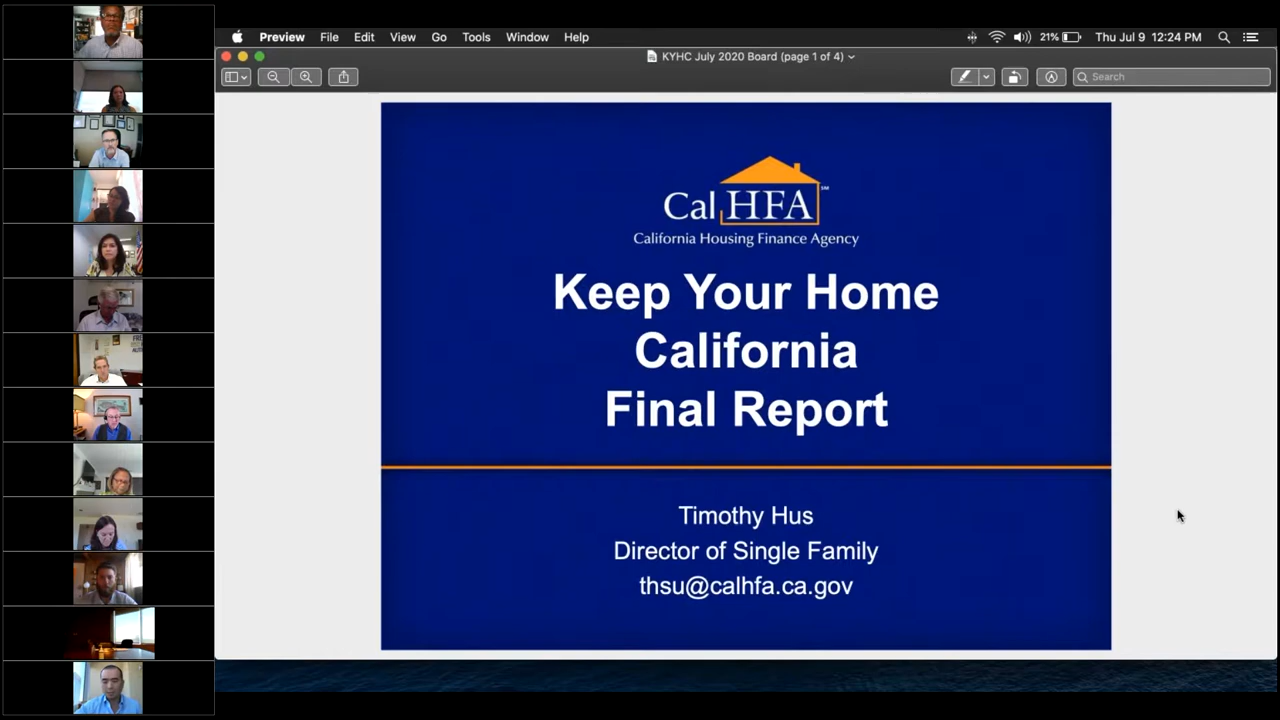 Preview File Edit View Go Tools Window Help 21% Thu Jul 9 12:24 PM
KYHC July 2020 Board (page 1 of 4)
Search
Cal HFA SM
California Housing Finance Agency
Keep Your Home
California
Final Report
Timothy Hus
Director of Single Family
thsu@calhfa.ca.gov